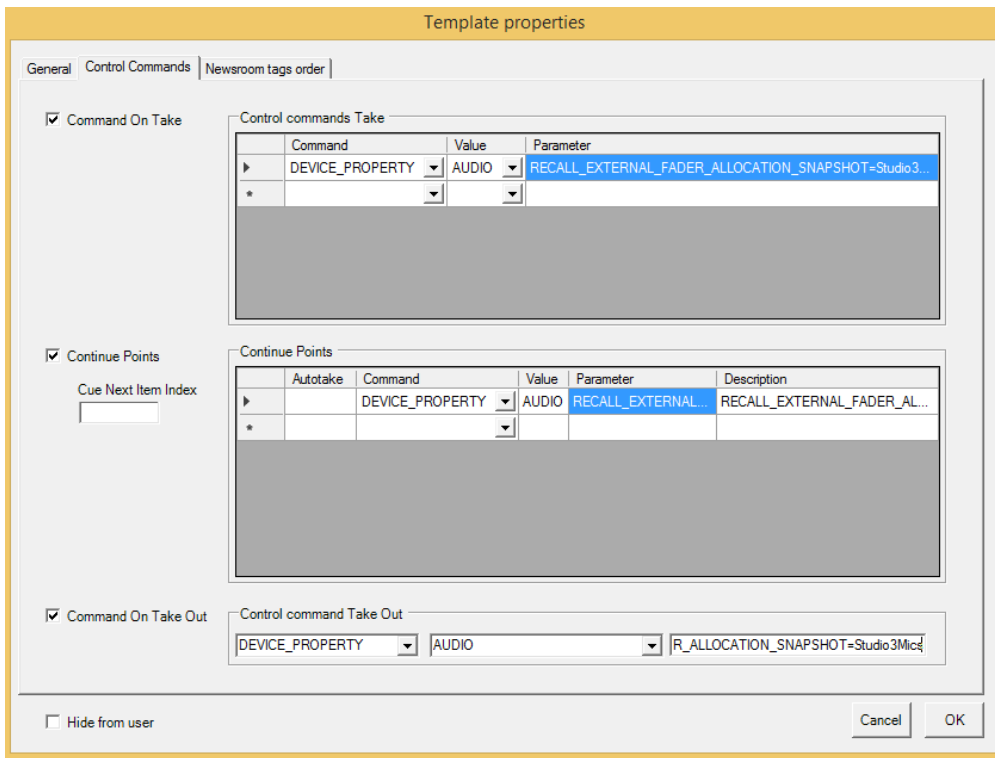 Template properties
General Control Commands Newsroom tags order
Command On Take
Control commands Take
Command Value Parameter
DEVICE_PROPERTY AUDIO RECALL_EXTERNAL_FADER_ALLOCATION_SNAPSHOT=Studio3...
*
Continue Points
Cue Next Item Index
Continue Points
Autotake Command Value Parameter Description
DEVICE_PROPERTY AUDIO RECALL_EXTERNAL... RECALL_EXTERNAL_FADER_AL...
*
Command On Take Out
Control command Take Out
DEVICE_PROPERTY AUDIO R_ALLOCATION_SNAPSHOT=Studio3Mics
Hide from user
Cancel OK